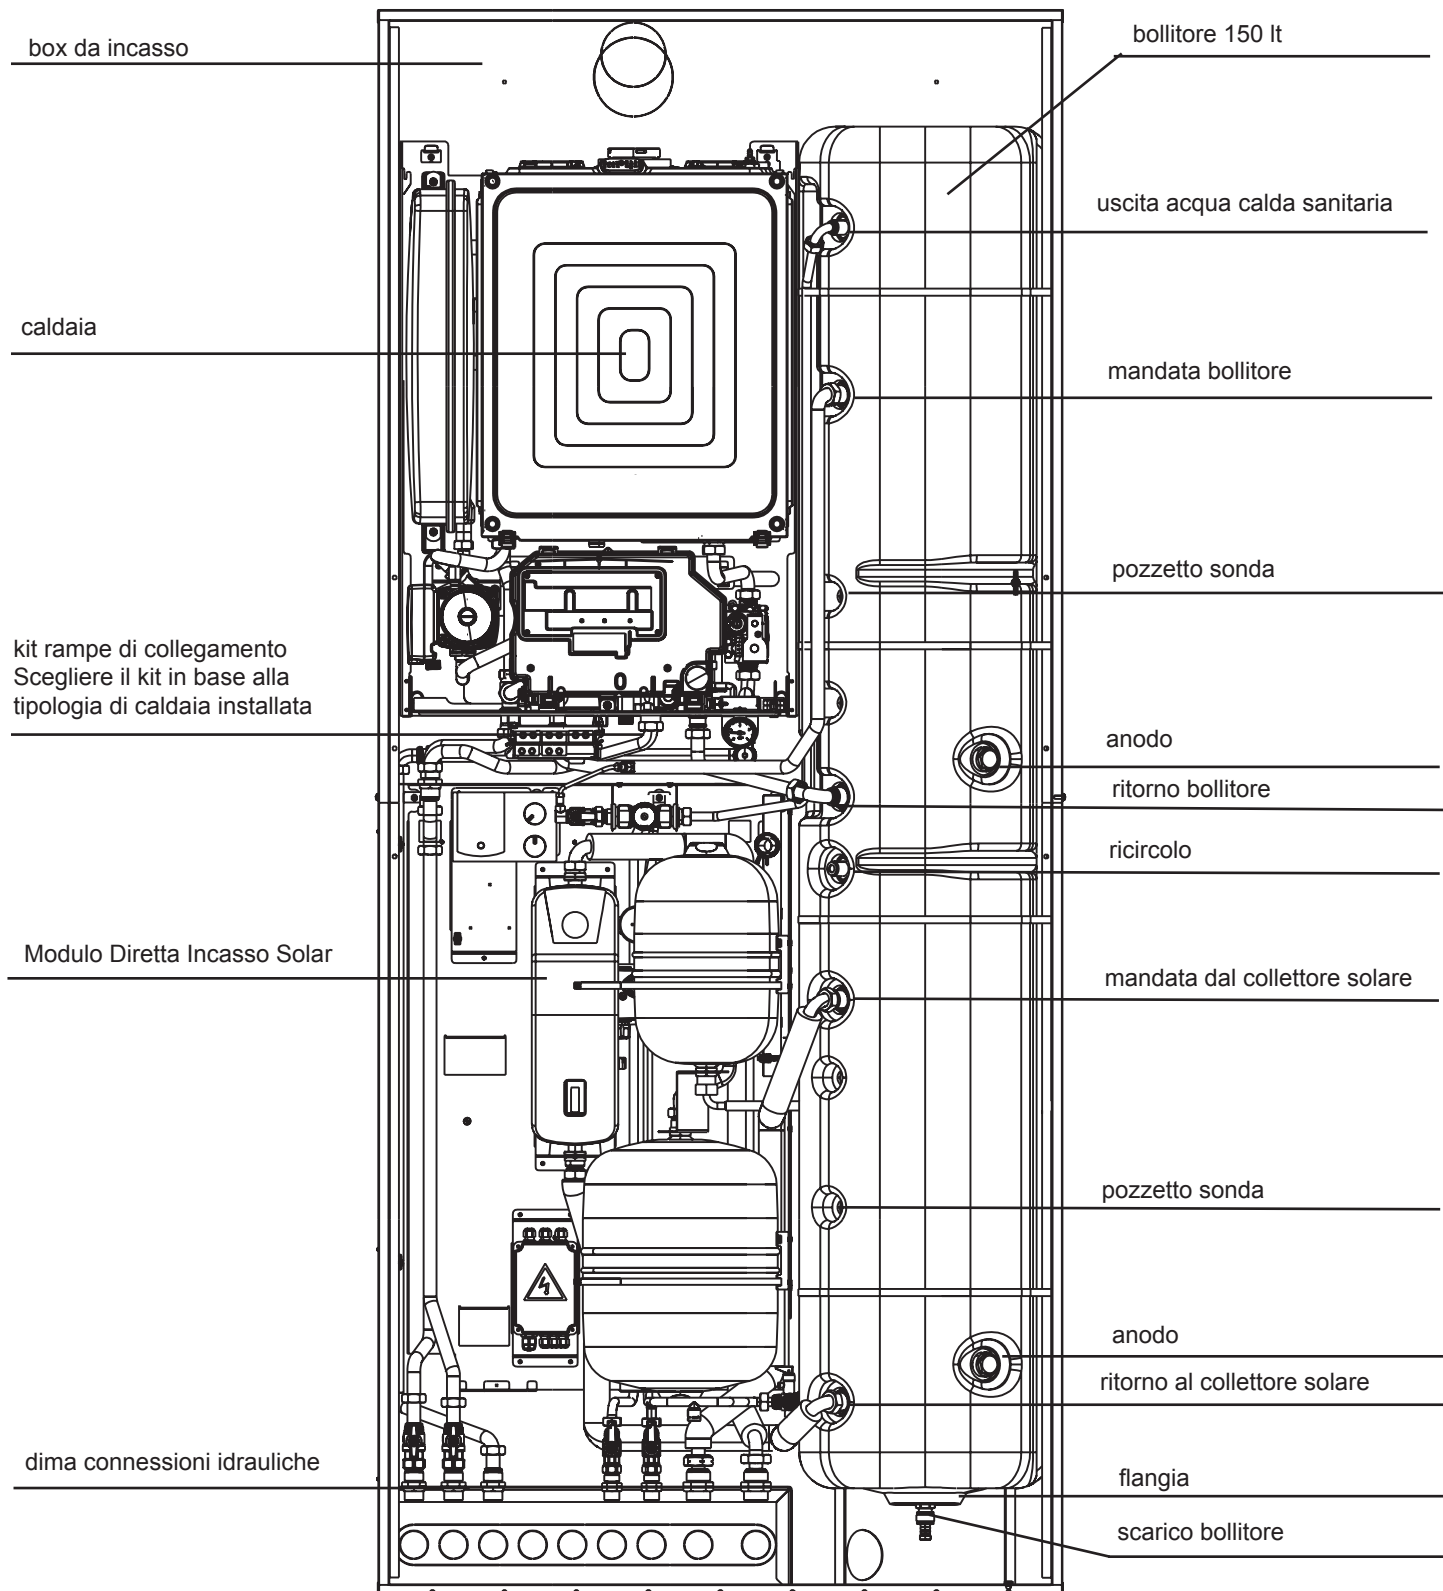 box da incasso
bollitore 150 lt
uscita acqua calda sanitaria
caldaia
mandata bollitore
pozzetto sonda
kit rampe di collegamento
Scegliere il kit in base alla
tipologia di caldaia installata
anodo
ritorno bollitore
ricircolo
Modulo Diretta Incasso Solar
mandata dal collettore solare
pozzetto sonda
anodo
ritorno al collettore solare
dima connessioni idrauliche
flangia
scarico bollitore